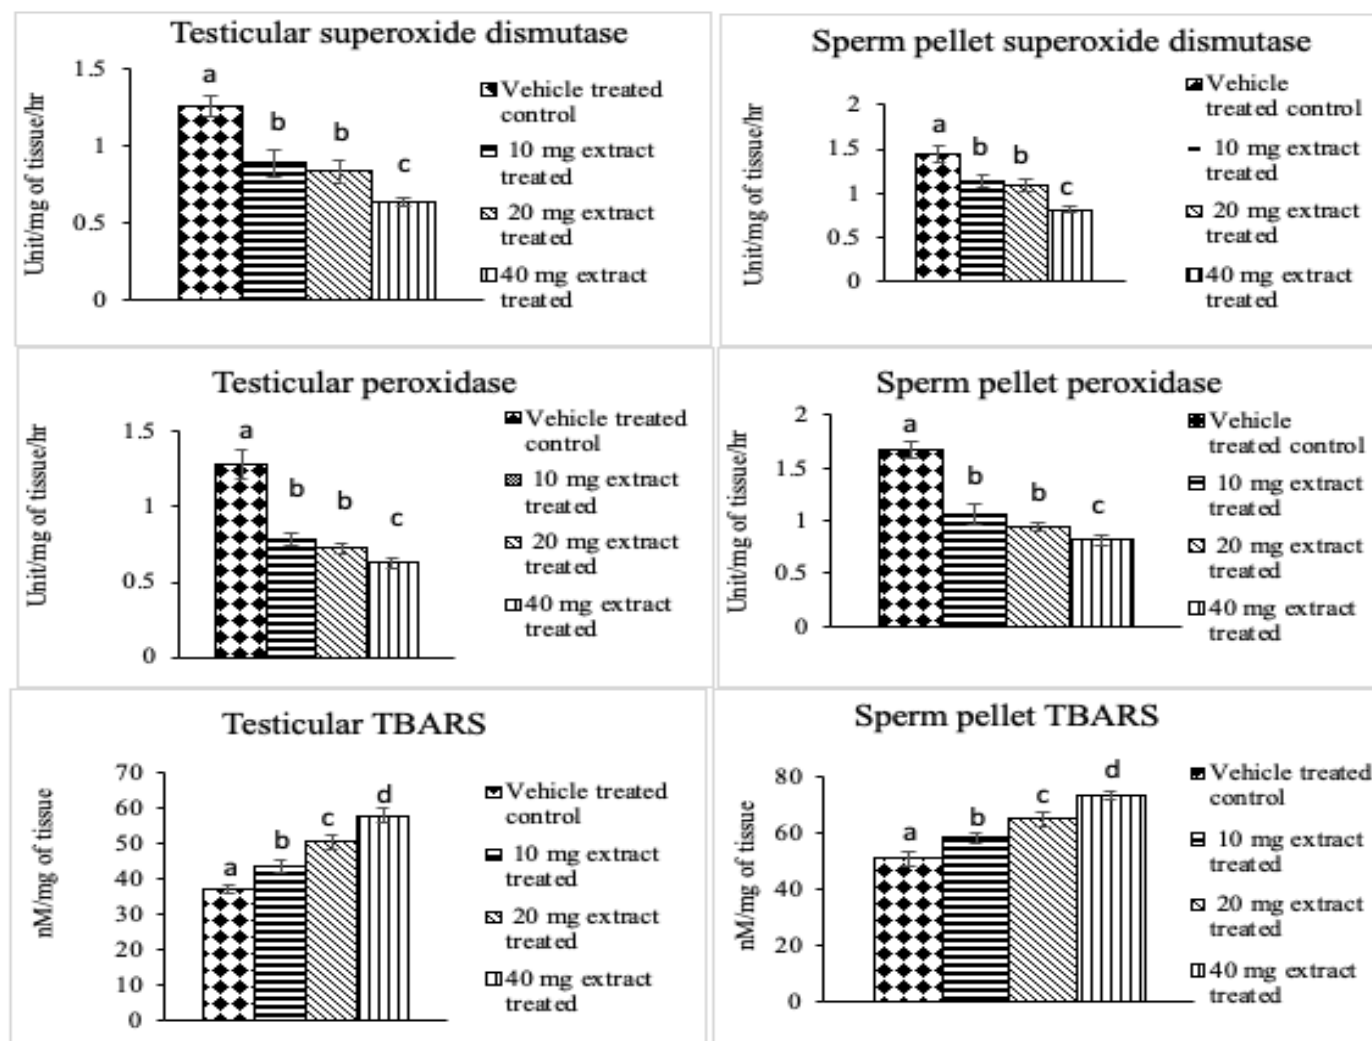 Testicular superoxide dismutase
Unit/mg of tissue/hr
1.5
1
0.5
0
a
b
b
c
Vehicle treated
control
10 mg extract
treated
20 mg extract
treated
40 mg extract
treated
Sperm pellet superoxide dismutase
Unit/mg of tissue/hr
2
1.5
1
0.5
0
a
b
b
c
Vehicle
treated control
10 mg extract
treated
20 mg extract
treated
40 mg extract
treated
Testicular peroxidase
Unit/mg of tissue/hr
1.5
1
0.5
0
a
b
b
c
Vehicle treated
control
10 mg extract
treated
20 mg extract
treated
40 mg extract
treated
Sperm pellet peroxidase
Unit/mg of tissue/hr
2
1.5
1
0.5
0
a
b
b
c
Vehicle
treated control
10 mg extract
treated
20 mg extract
treated
40 mg extract
treated
Testicular TBARS
nM/mg of tissue
70
60
50
40
30
20
10
0
a
b
c
d
Vehicle treated
control
10 mg extract
treated
20 mg extract
treated
40 mg extract
treated
Sperm pellet TBARS
nM/mg of tissue
80
60
40
20
0
a
b
c
d
Vehicle treated
control
10 mg extract
treated
20 mg extract
treated
40 mg extract
treated